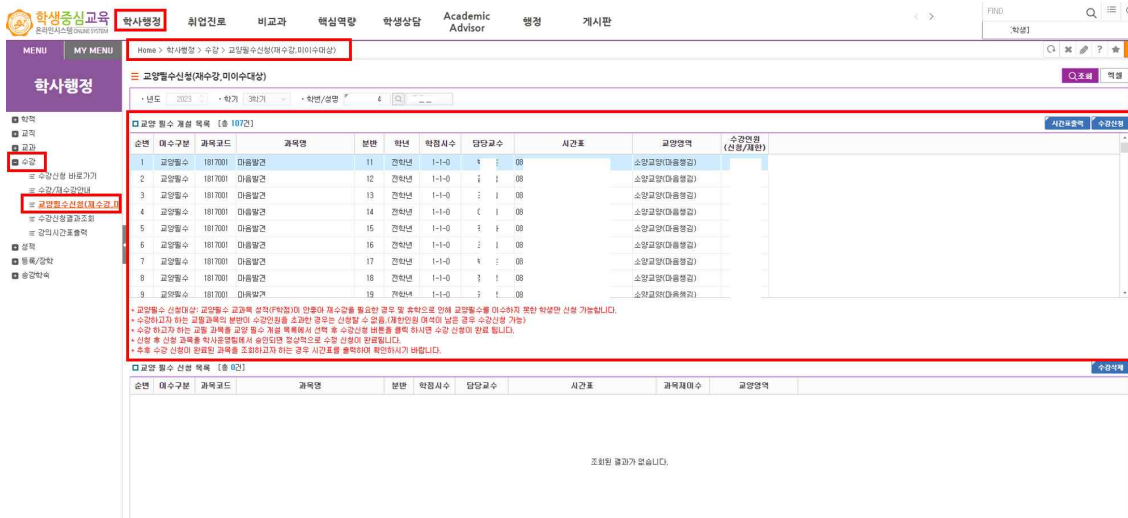 학생중심교육
온라인시스템 ONLINE SYSTEM
학사행정 취업진로 비교과 핵심역량 학생상담 Academic Advisor 행정 게시판
FIND
[학생]
MENU MY MENU
Home > 학사행정 > 수강 > 교양필수신청(재수강,미이수대상)
학사행정
교양필수신청(재수강,미이수대상)
조회 엑셀
· 년도 2023 · 학기 3학기 · 학번/성명 4
학적
교직
교과
수강
수강신청 바로가기
수강/재수강안내
교양필수신청(재수강,미
수강신청결과조회
강의시간표출력
성적
등록/장학
송강학숙
교양 필수 개설 목록 [총 107건]
시간표출력 수강신청
순번 이수구분 과목코드 과목명 분반 학년 학점시수 담당교수 시간표 교양영역 수강인원 (신청/제한)
1 교양필수 1817001 마음발견 11 전학년 1-1-0 08 소양교양(마음챙김)
2 교양필수 1817001 마음발견 12 전학년 1-1-0 08 소양교양(마음챙김)
3 교양필수 1817001 마음발견 13 전학년 1-1-0 08 소양교양(마음챙김)
4 교양필수 1817001 마음발견 14 전학년 1-1-0 08 소양교양(마음챙김)
5 교양필수 1817001 마음발견 15 전학년 1-1-0 08 소양교양(마음챙김)
6 교양필수 1817001 마음발견 16 전학년 1-1-0 08 소양교양(마음챙김)
7 교양필수 1817001 마음발견 17 전학년 1-1-0 08 소양교양(마음챙김)
8 교양필수 1817001 마음발견 18 전학년 1-1-0 08 소양교양(마음챙김)
9 교양필수 1817001 마음발견 19 전학년 1-1-0 08 소양교양(마음챙김)
* 교양필수 신청대상: 교양필수 교과목 성적(F학점)이 안좋아 재수강을 필요한 경우 및 휴학으로 인해 교양필수를 이수하지 못한 학생만 신청 가능합니다.
* 수강하고자 하는 교필과목의 분반이 수강인원을 초과한 경우는 신청할 수 없음.(제한인원 여석이 남은 경우 수강신청 가능)
* 수강 하고자 하는 교필 과목을 교양 필수 개설 목록에서 선택 후 수강신청 버튼을 클릭 하시면 수강 신청이 완료 됩니다.
* 신청 후 신청 과목을 학사운영팀에서 승인되면 정상적으로 수정 신청이 완료됩니다.
* 추후 수강 신청이 완료된 과목을 조회하고자 하는 경우 시간표를 출력하여 확인하시기 바랍니다.
교양 필수 신청 목록 [총 0건]
수강삭제
순번 이수구분 과목코드 과목명 분반 학점시수 담당교수 시간표 과목재이수 교양영역
조회된 결과가 없습니다.